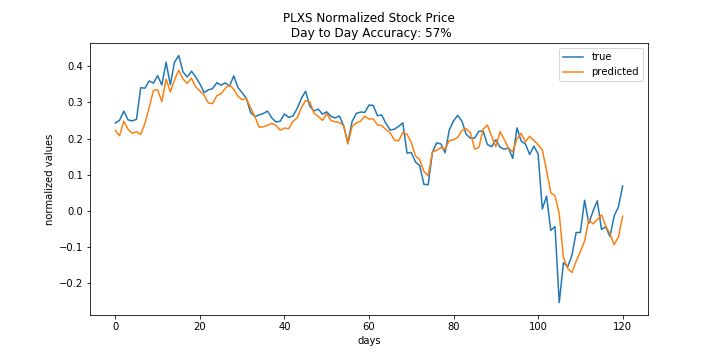 PLXS Normalized Stock Price
Day to Day Accuracy: 57%
true
predicted
normalized values
0.4
0.3
0.2
0.1
0.0
−0.1
−0.2
0 20 40 60 80 100 120
days